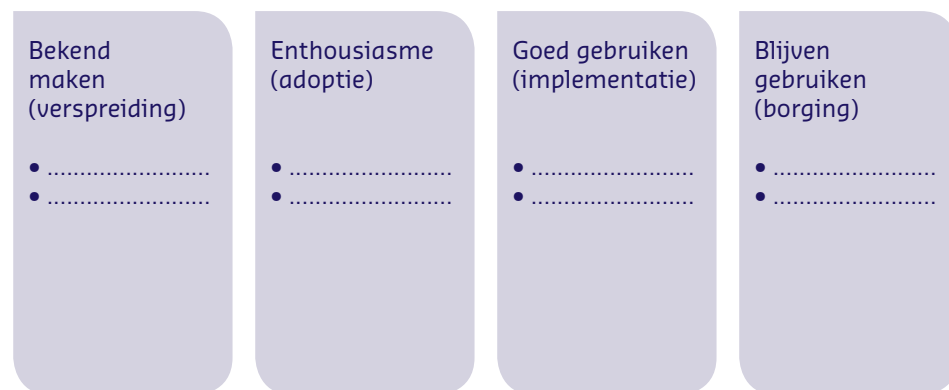 Bekend
maken
(verspreiding)
• ...........................
• ...........................
Enthousiasme
(adoptie)
• ...........................
• ...........................
Goed gebruiken
(implementatie)
• ...........................
• ...........................
Blijven
gebruiken
(borging)
• ...........................
• ...........................